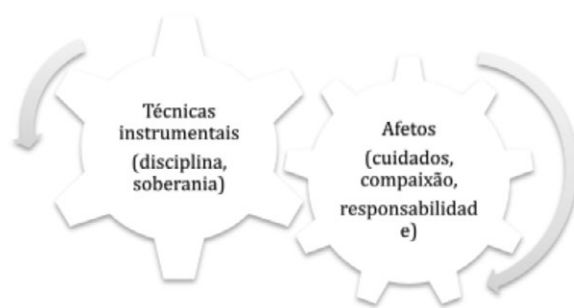 Técnicas
instrumentais
(disciplina,
soberania)
Afetos
(cuidados,
compaixão,
responsabilidad
e)